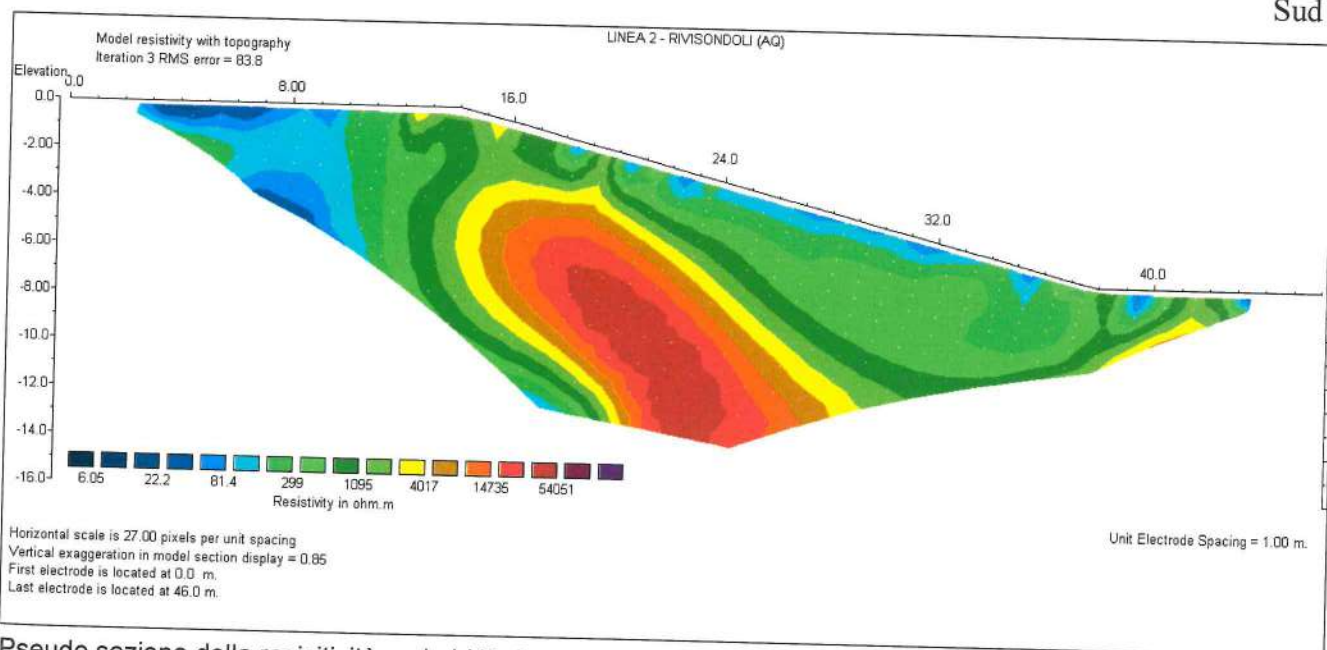 Sud
LINEA 2 - RIVISONDOLI (AQ)
Model resistivity with topography
Iteration 3 RMS error = 83.8
Elevation
0.0 8.00 16.0 24.0 32.0 40.0
0.0
-2.00
-4.00
-6.00
-8.00
-10.0
-12.0
-14.0
-16.0
6.05 22.2 81.4 299 1095 4017 14735 54051
Resistivity in ohm.m
Horizontal scale is 27.00 pixels per unit spacing
Vertical exaggeration in model section display = 0.85
First electrode is located at 0.0 m.
Last electrode is located at 46.0 m.
Unit Electrode Spacing = 1.00 m.
Pseudo sezione della